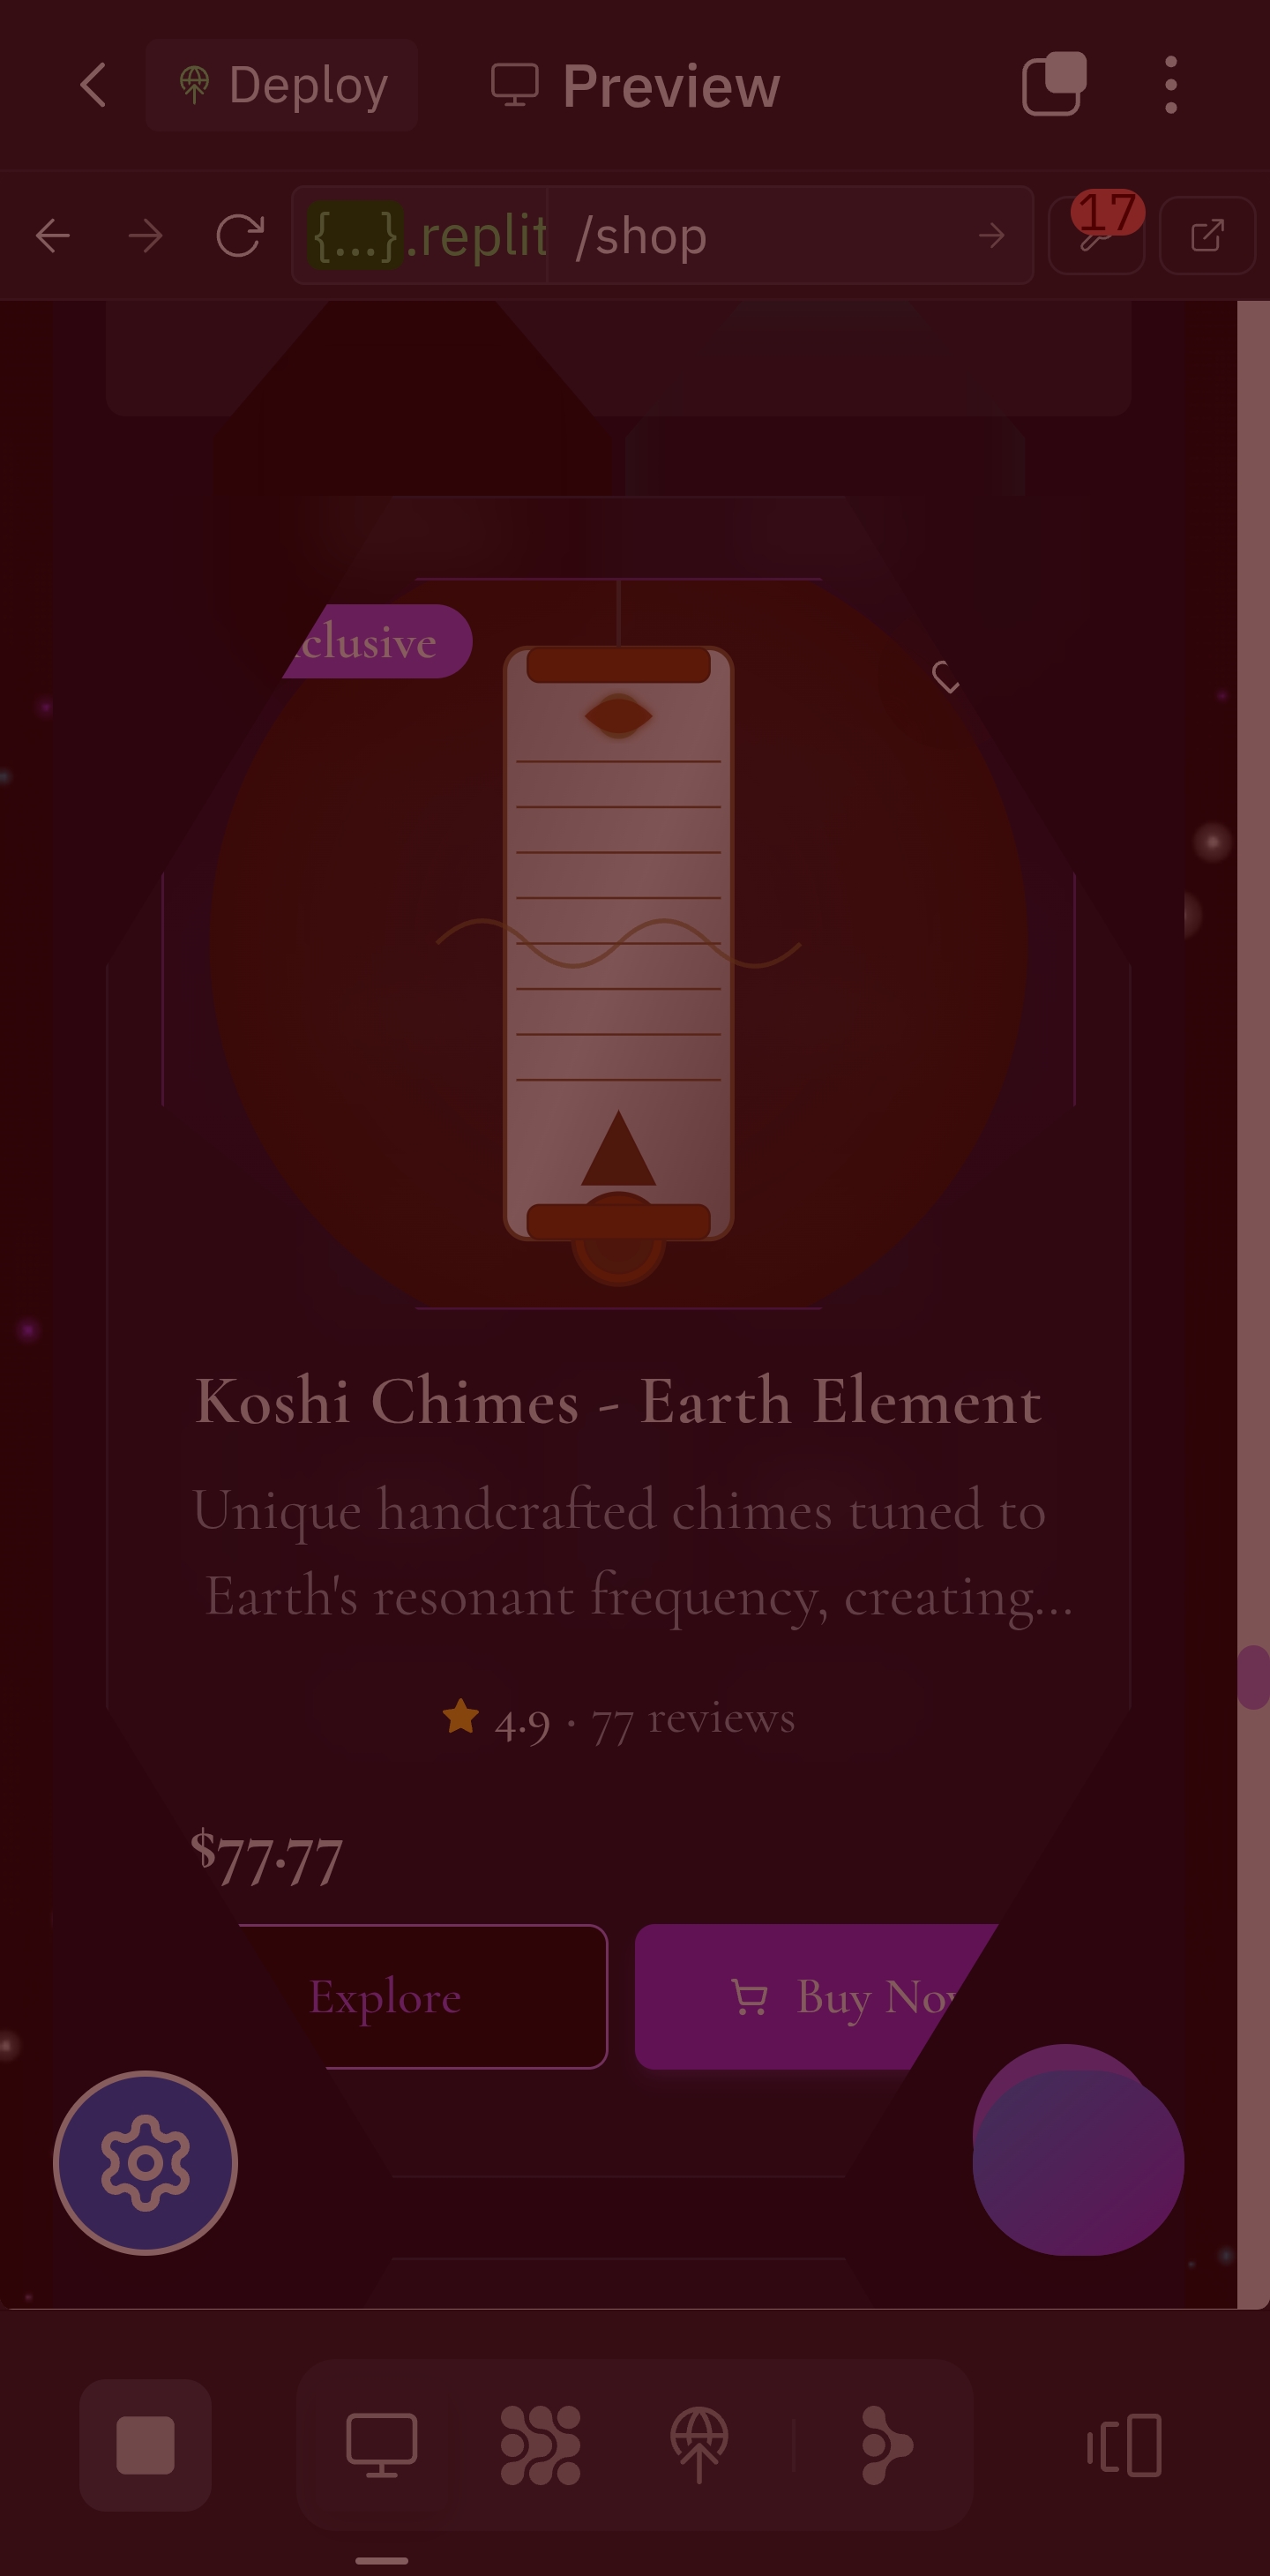 Deploy
Preview
{...}.replit
/shop
17
clusive
Koshi Chimes - Earth Element
Unique handcrafted chimes tuned to
Earth's resonant frequency, creating...
4.9 · 77 reviews
$77.77
Explore
Buy Now